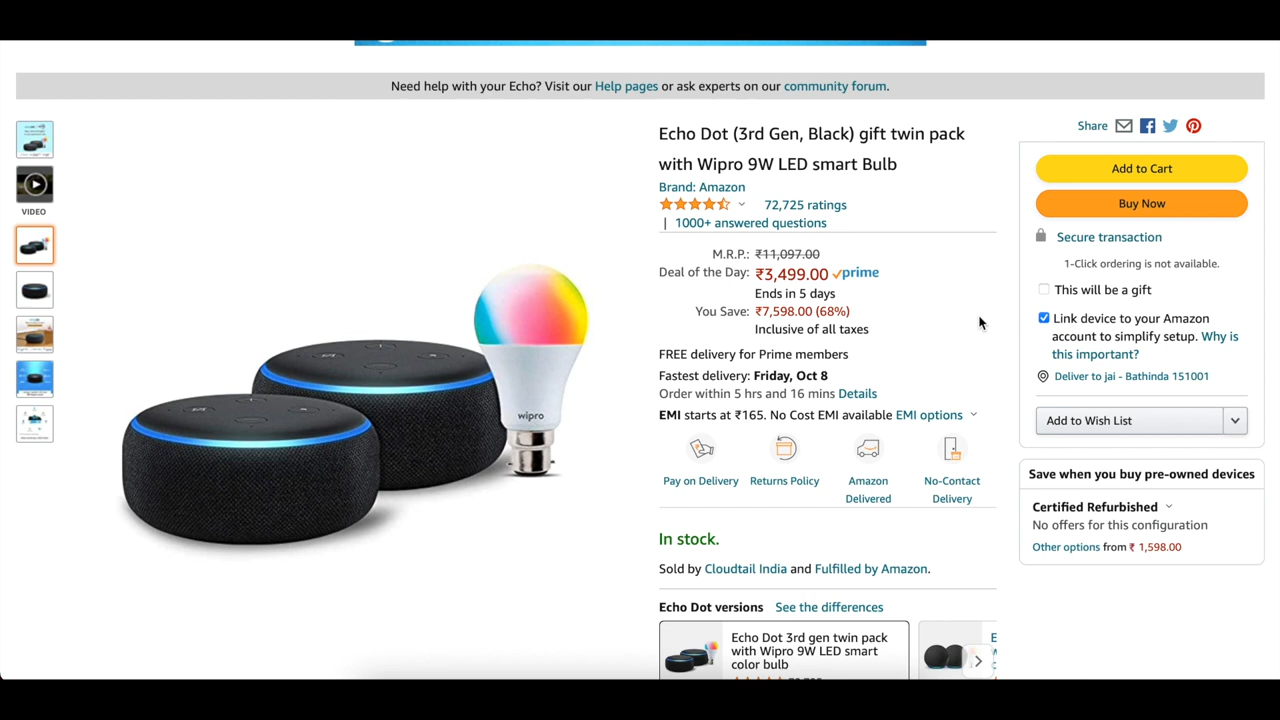 Need help with your Echo? Visit our Help pages or ask experts on our community forum.
VIDEO
wipro
Echo Dot (3rd Gen, Black) gift twin pack
with Wipro 9W LED smart Bulb
Brand: Amazon
72,725 ratings
| 1000+ answered questions
M.R.P.: ₹11,097.00
Deal of the Day: ₹3,499.00 prime
Ends in 5 days
You Save: ₹7,598.00 (68%)
Inclusive of all taxes
FREE delivery for Prime members
Fastest delivery: Friday, Oct 8
Order within 5 hrs and 16 mins Details
EMI starts at ₹165. No Cost EMI available EMI options
Pay on Delivery
Returns Policy
Amazon
Delivered
No-Contact
Delivery
In stock.
Sold by Cloudtail India and Fulfilled by Amazon.
Echo Dot versions See the differences
Echo Dot 3rd gen twin pack
with Wipro 9W LED smart
color bulb
Share
Add to Cart
Buy Now
Secure transaction
1-Click ordering is not available.
This will be a gift
Link device to your Amazon
account to simplify setup. Why is
this important?
Deliver to jai - Bathinda 151001
Add to Wish List
Save when you buy pre-owned devices
Certified Refurbished
No offers for this configuration
Other options from ₹ 1,598.00